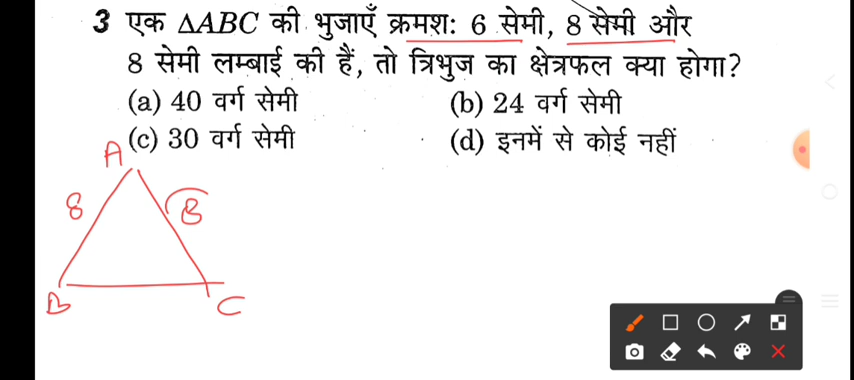 3 एक ΔABC की भुजाएँ क्रमशः 6 सेमी, 8 सेमी और
8 सेमी लम्बाई की हैं, तो त्रिभुज का क्षेत्रफल क्या होगा?
(a) 40 वर्ग सेमी (b) 24 वर्ग सेमी
(c) 30 वर्ग सेमी (d) इनमें से कोई नहीं
A
8 8
B C